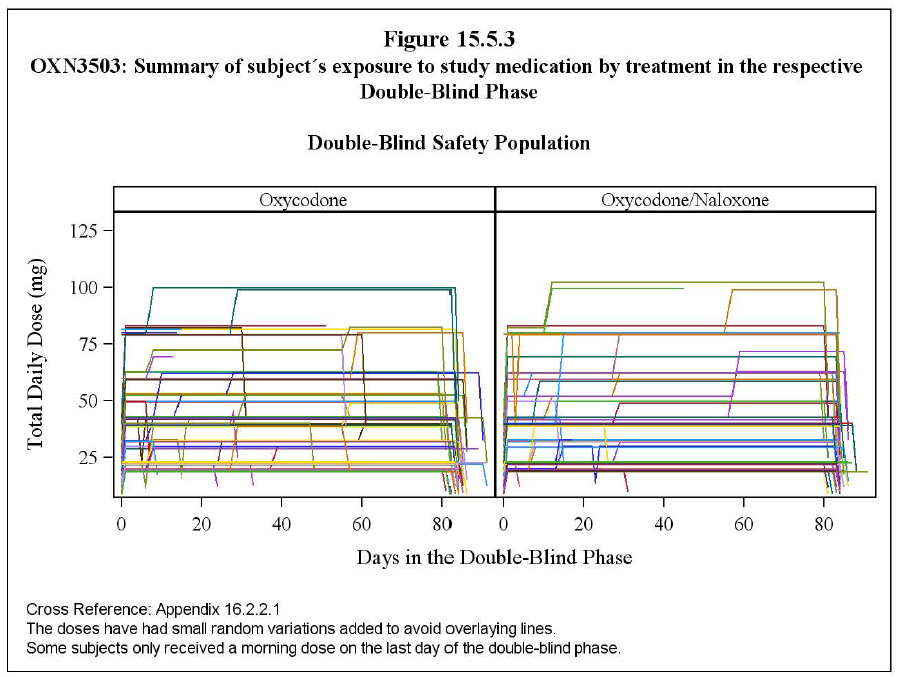 Figure 15.5.3
OXN3503: Summary of subject´s exposure to study medication by treatment in the respective
Double-Blind Phase
Double-Blind Safety Population
Oxycodone
Oxycodone/Naloxone
Total Daily Dose (mg)
125
100
75
50
25
0 20 40 60 80
0 20 40 60 80
Days in the Double-Blind Phase
Cross Reference: Appendix 16.2.2.1
The doses have had small random variations added to avoid overlaying lines.
Some subjects only received a morning dose on the last day of the double-blind phase.